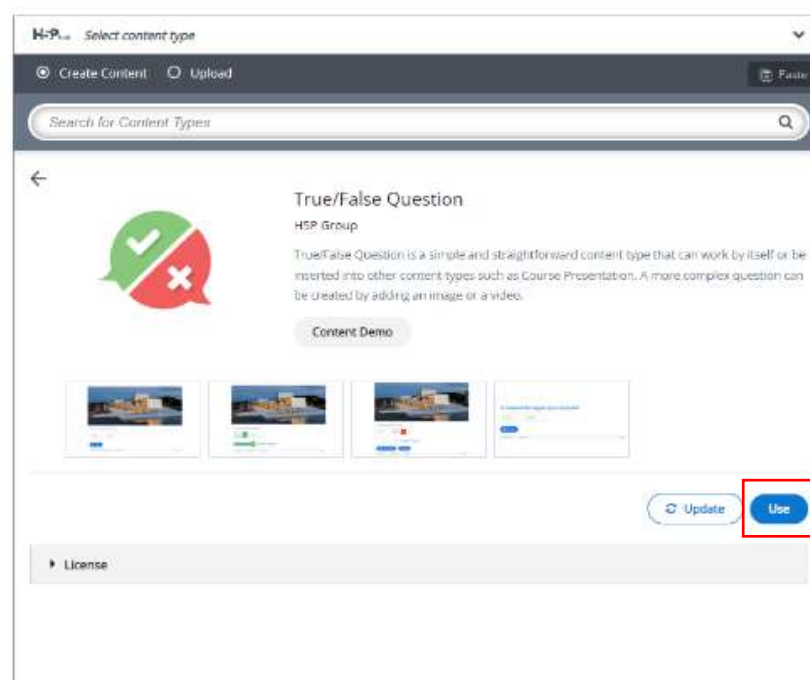 H5P Select content type
Create Content Upload Paste
Search for Content Types
True/False Question
H5P Group
True/False Question is a simple and straightforward content type that can work by itself or be
inserted into other content types such as Course Presentation. A more complex question can
be created by adding an image or a video.
Content Demo
Update Use
License